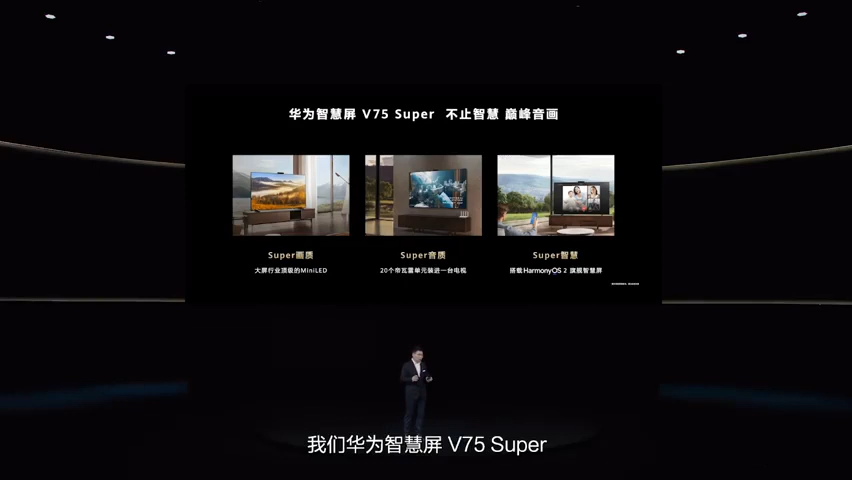 华为智慧屏 V75 Super 不止智慧 巅峰音画
Super画质
Super音质
Super智慧
大屏行业顶级的MiniLED
20个帝瓦雷单元装进一台电视
搭载HarmonyOS 2 旗舰智慧屏
我们华为智慧屏 V75 Super